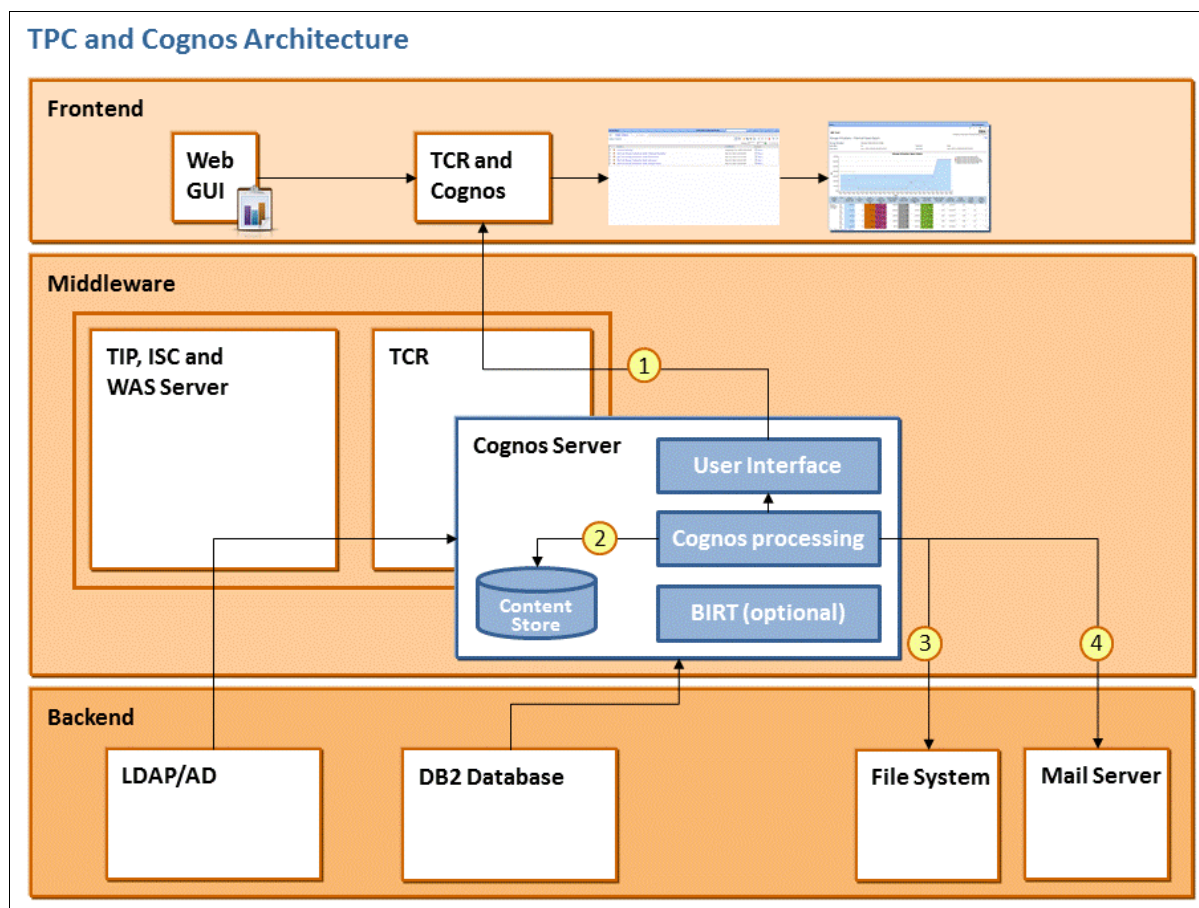 TPC and Cognos Architecture
Frontend
Web
GUI
TCR and
Cognos
Middleware
TIP, ISC and
WAS Server
TCR
1
Cognos Server
User Interface
2
Cognos processing
Content
Store
BIRT (optional)
3
4
Backend
LDAP/AD
DB2 Database
File System
Mail Server